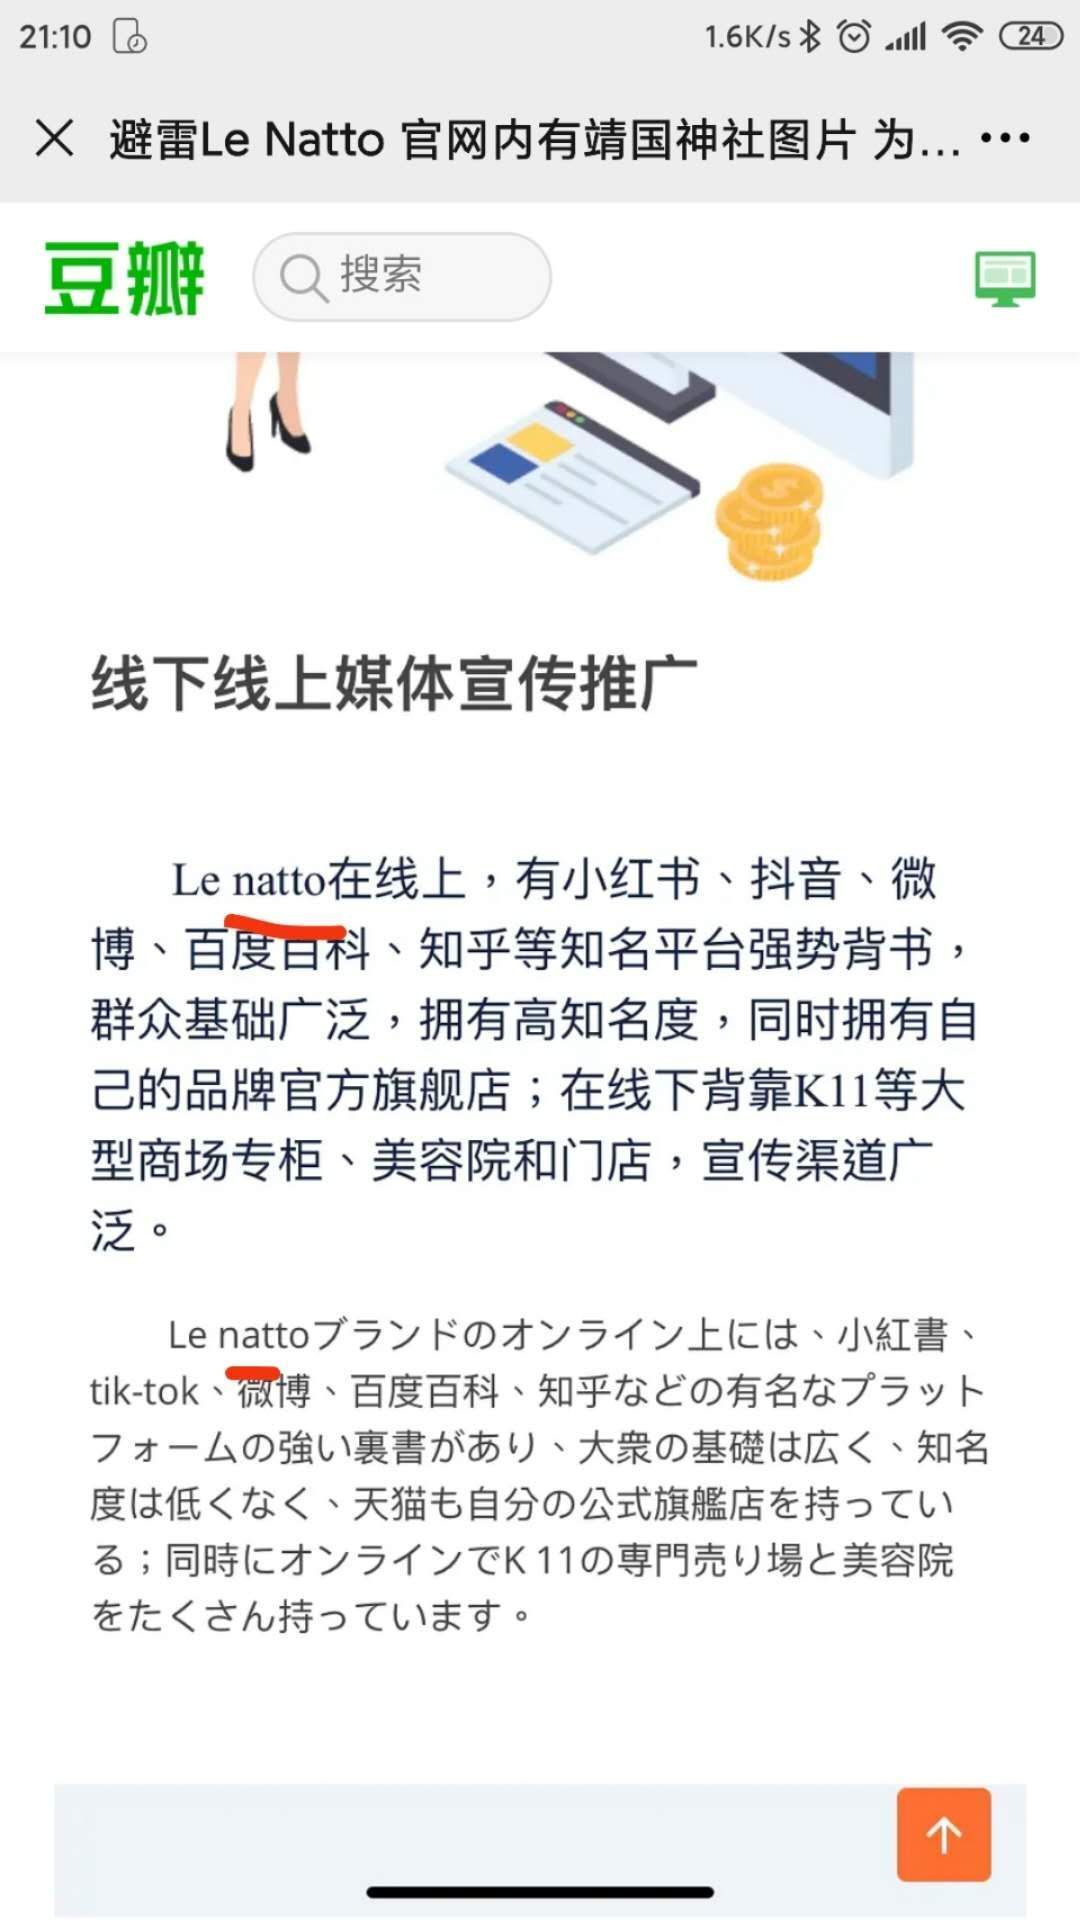 21:10
1.6K/s
24
避雷Le Natto 官网内有靖国神社图片 为...
豆瓣
搜索
线下线上媒体宣传推广
Le natto在线上，有小红书、抖音、微
博、百度百科、知乎等知名平台强势背书，
群众基础广泛，拥有高知名度，同时拥有自
己的品牌官方旗舰店；在线下背靠K11等大
型商场专柜、美容院和门店，宣传渠道广
泛。
Le nattoブランドのオンライン上には、小紅書、
tik-tok、微博、百度百科、知乎などの有名なプラット
フォームの強い裏書があり、大衆の基礎は広く、知名
度は低くなく、天猫も自分の公式旗艦店を持ってい
る；同時にオンラインでK 11の専門売り場と美容院
をたくさん持っています。